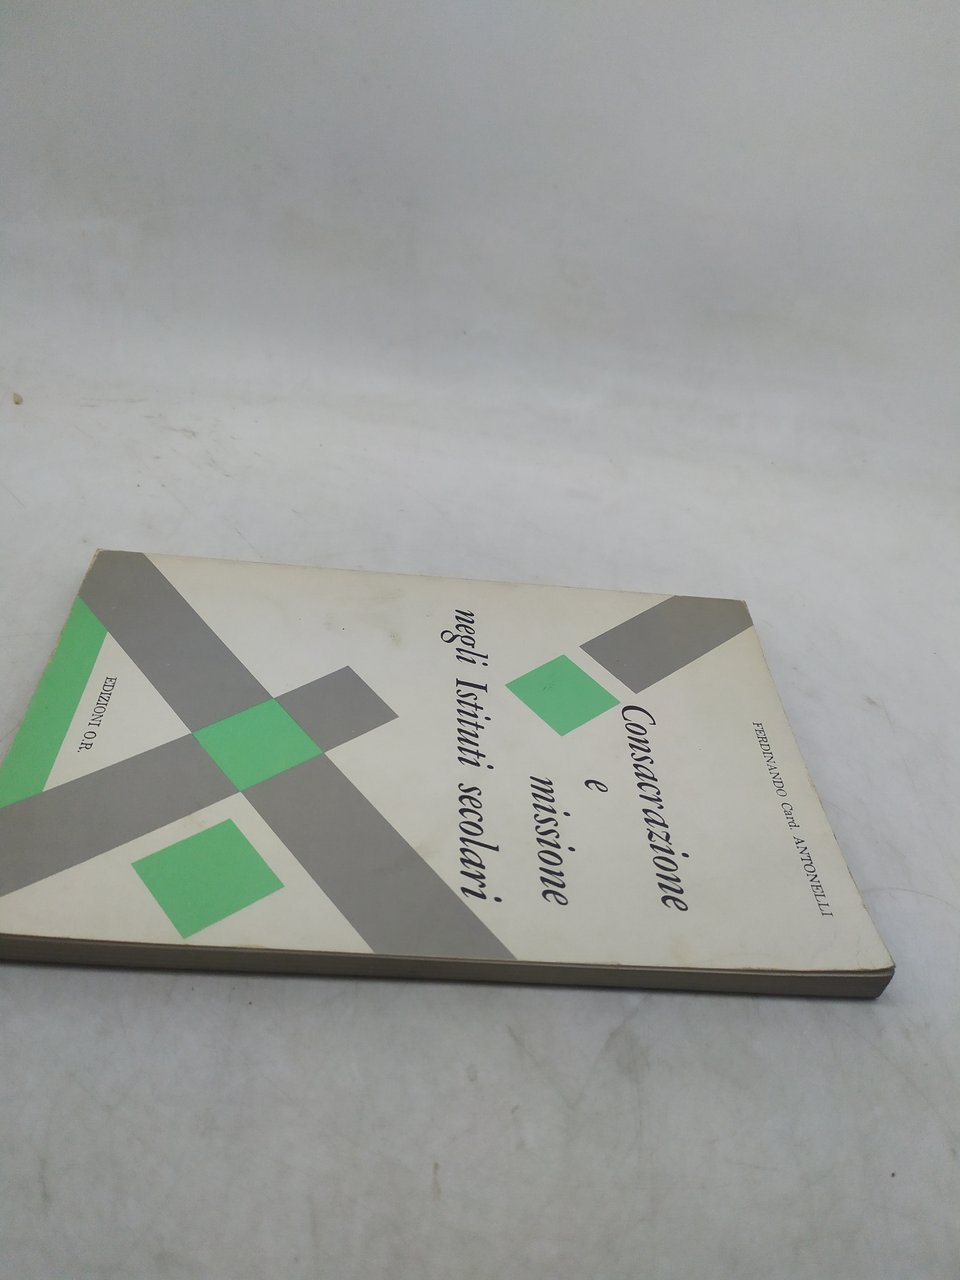 FERDINANDO Card. ANTONELLI
Consacrazione
e
missione
negli Istituti secolari
EDIZIONI O.R.